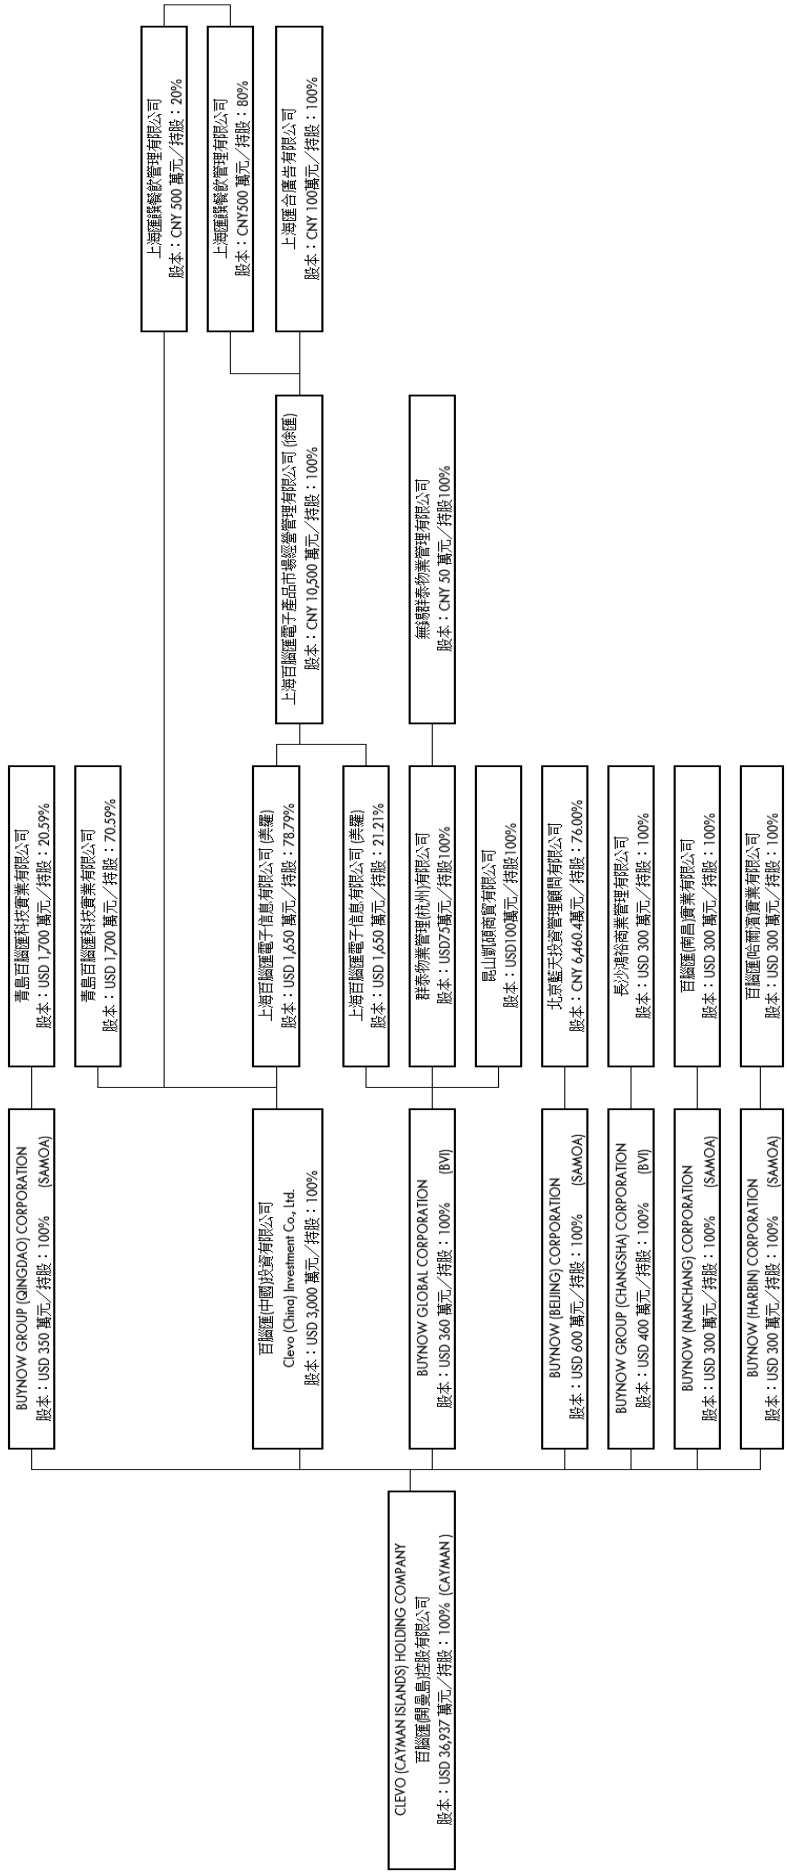 CLEVO (CAYMAN ISLANDS) HOLDING COMPANY
百腦匯(開曼島)控股有限公司
股本：USD 36,937 萬元／持股：100% (CAYMAN )
BUYNOW GROUP (QINGDAO) CORPORATION
股本：USD 350 萬元／持股：100% (SAMOA)
百腦匯(中國)投資有限公司
Clevo (China) Investment Co., Ltd.
股本：USD 3,000 萬元／持股：100%
BUYNOW GLOBAL CORPORATION
股本：USD 360 萬元／持股：100% (BVI)
BUYNOW (BEIJING) CORPORATION
股本：USD 600 萬元／持股：100% (SAMOA)
BUYNOW GROUP (CHANGSHA) CORPORATION
股本：USD 400 萬元／持股：100% (BVI)
BUYNOW (NANCHANG) CORPORATION
股本：USD 300 萬元／持股：100% (SAMOA)
BUYNOW (HARBIN) CORPORATION
股本：USD 300 萬元／持股：100% (SAMOA)
青島百腦匯科技實業有限公司
股本：USD 1,700 萬元／持股：20.59%
青島百腦匯科技實業有限公司
股本：USD 1,700 萬元／持股：70.59%
上海百腦匯電子信息有限公司 (美羅)
股本：USD 1,650 萬元／持股：78.79%
上海百腦匯電子信息有限公司 (美羅)
股本：USD 1,650 萬元／持股：21.21%
群泰物業管理(杭州)有限公司
股本：USD75萬元／持股100%
昆山凱碩商貿有限公司
股本：USD100萬元／持股100%
北京藍天投資管理顧問有限公司
股本：CNY 6,460.4萬元／持股：76.00%
長沙鴻裕商業管理有限公司
股本：USD 300 萬元／持股：100%
百腦匯(南昌)實業有限公司
股本：USD 300 萬元／持股：100%
百腦匯(哈爾濱)實業有限公司
股本：USD 300 萬元／持股：100%
上海百腦匯電子產品市場經營管理有限公司 (徐匯)
股本：CNY 10,500 萬元／持股：100%
無錫群泰物業管理有限公司
股本：CNY 50 萬元／持股100%
上海匯饌餐飲管理有限公司
股本：CNY 500 萬元／持股：20%
上海匯饌餐飲管理有限公司
股本：CNY500 萬元／持股：80%
上海匯合廣告有限公司
股本：CNY 100萬元／持股：100%